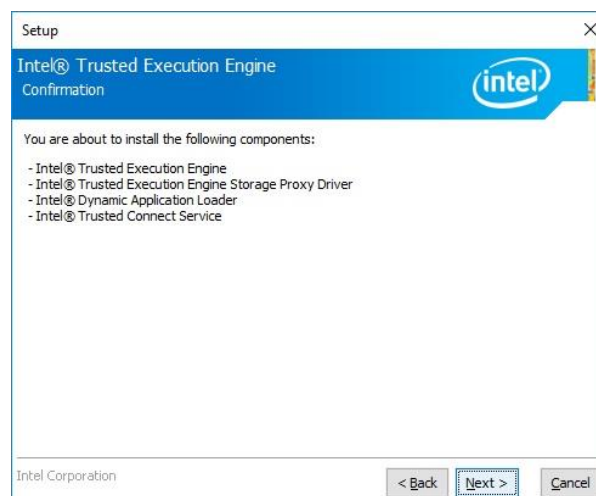 Setup
Intel® Trusted Execution Engine
Confirmation
intel
You are about to install the following components:
- Intel® Trusted Execution Engine
- Intel® Trusted Execution Engine Storage Proxy Driver
- Intel® Dynamic Application Loader
- Intel® Trusted Connect Service
Intel Corporation
< Back
Next >
Cancel